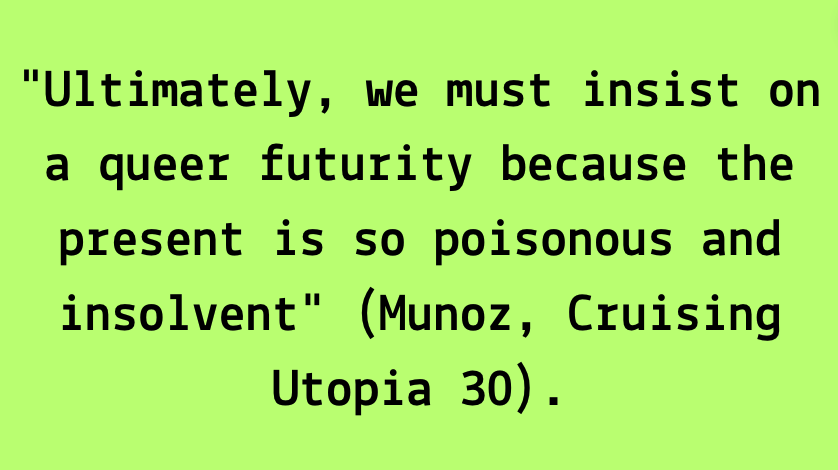 "Ultimately, we must insist on
a queer futurity because the
present is so poisonous and
insolvent" (Munoz, Cruising
Utopia 30).